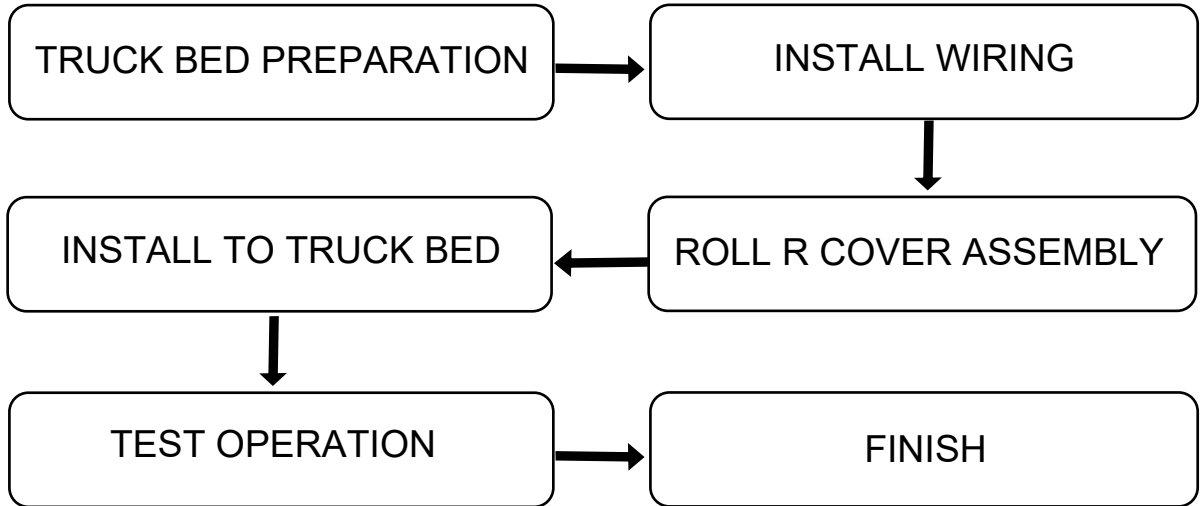 TRUCK BED PREPARATION
INSTALL WIRING
ROLL R COVER ASSEMBLY
INSTALL TO TRUCK BED
TEST OPERATION
FINISH